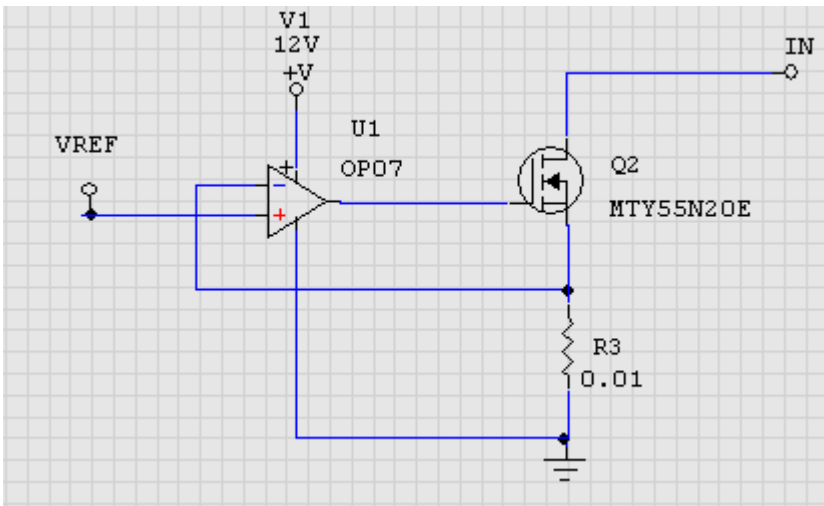 V1
12V
+V
IN
VREF
U1
OP07
+
-
+
Q2
MTY55N20E
R3
0.01